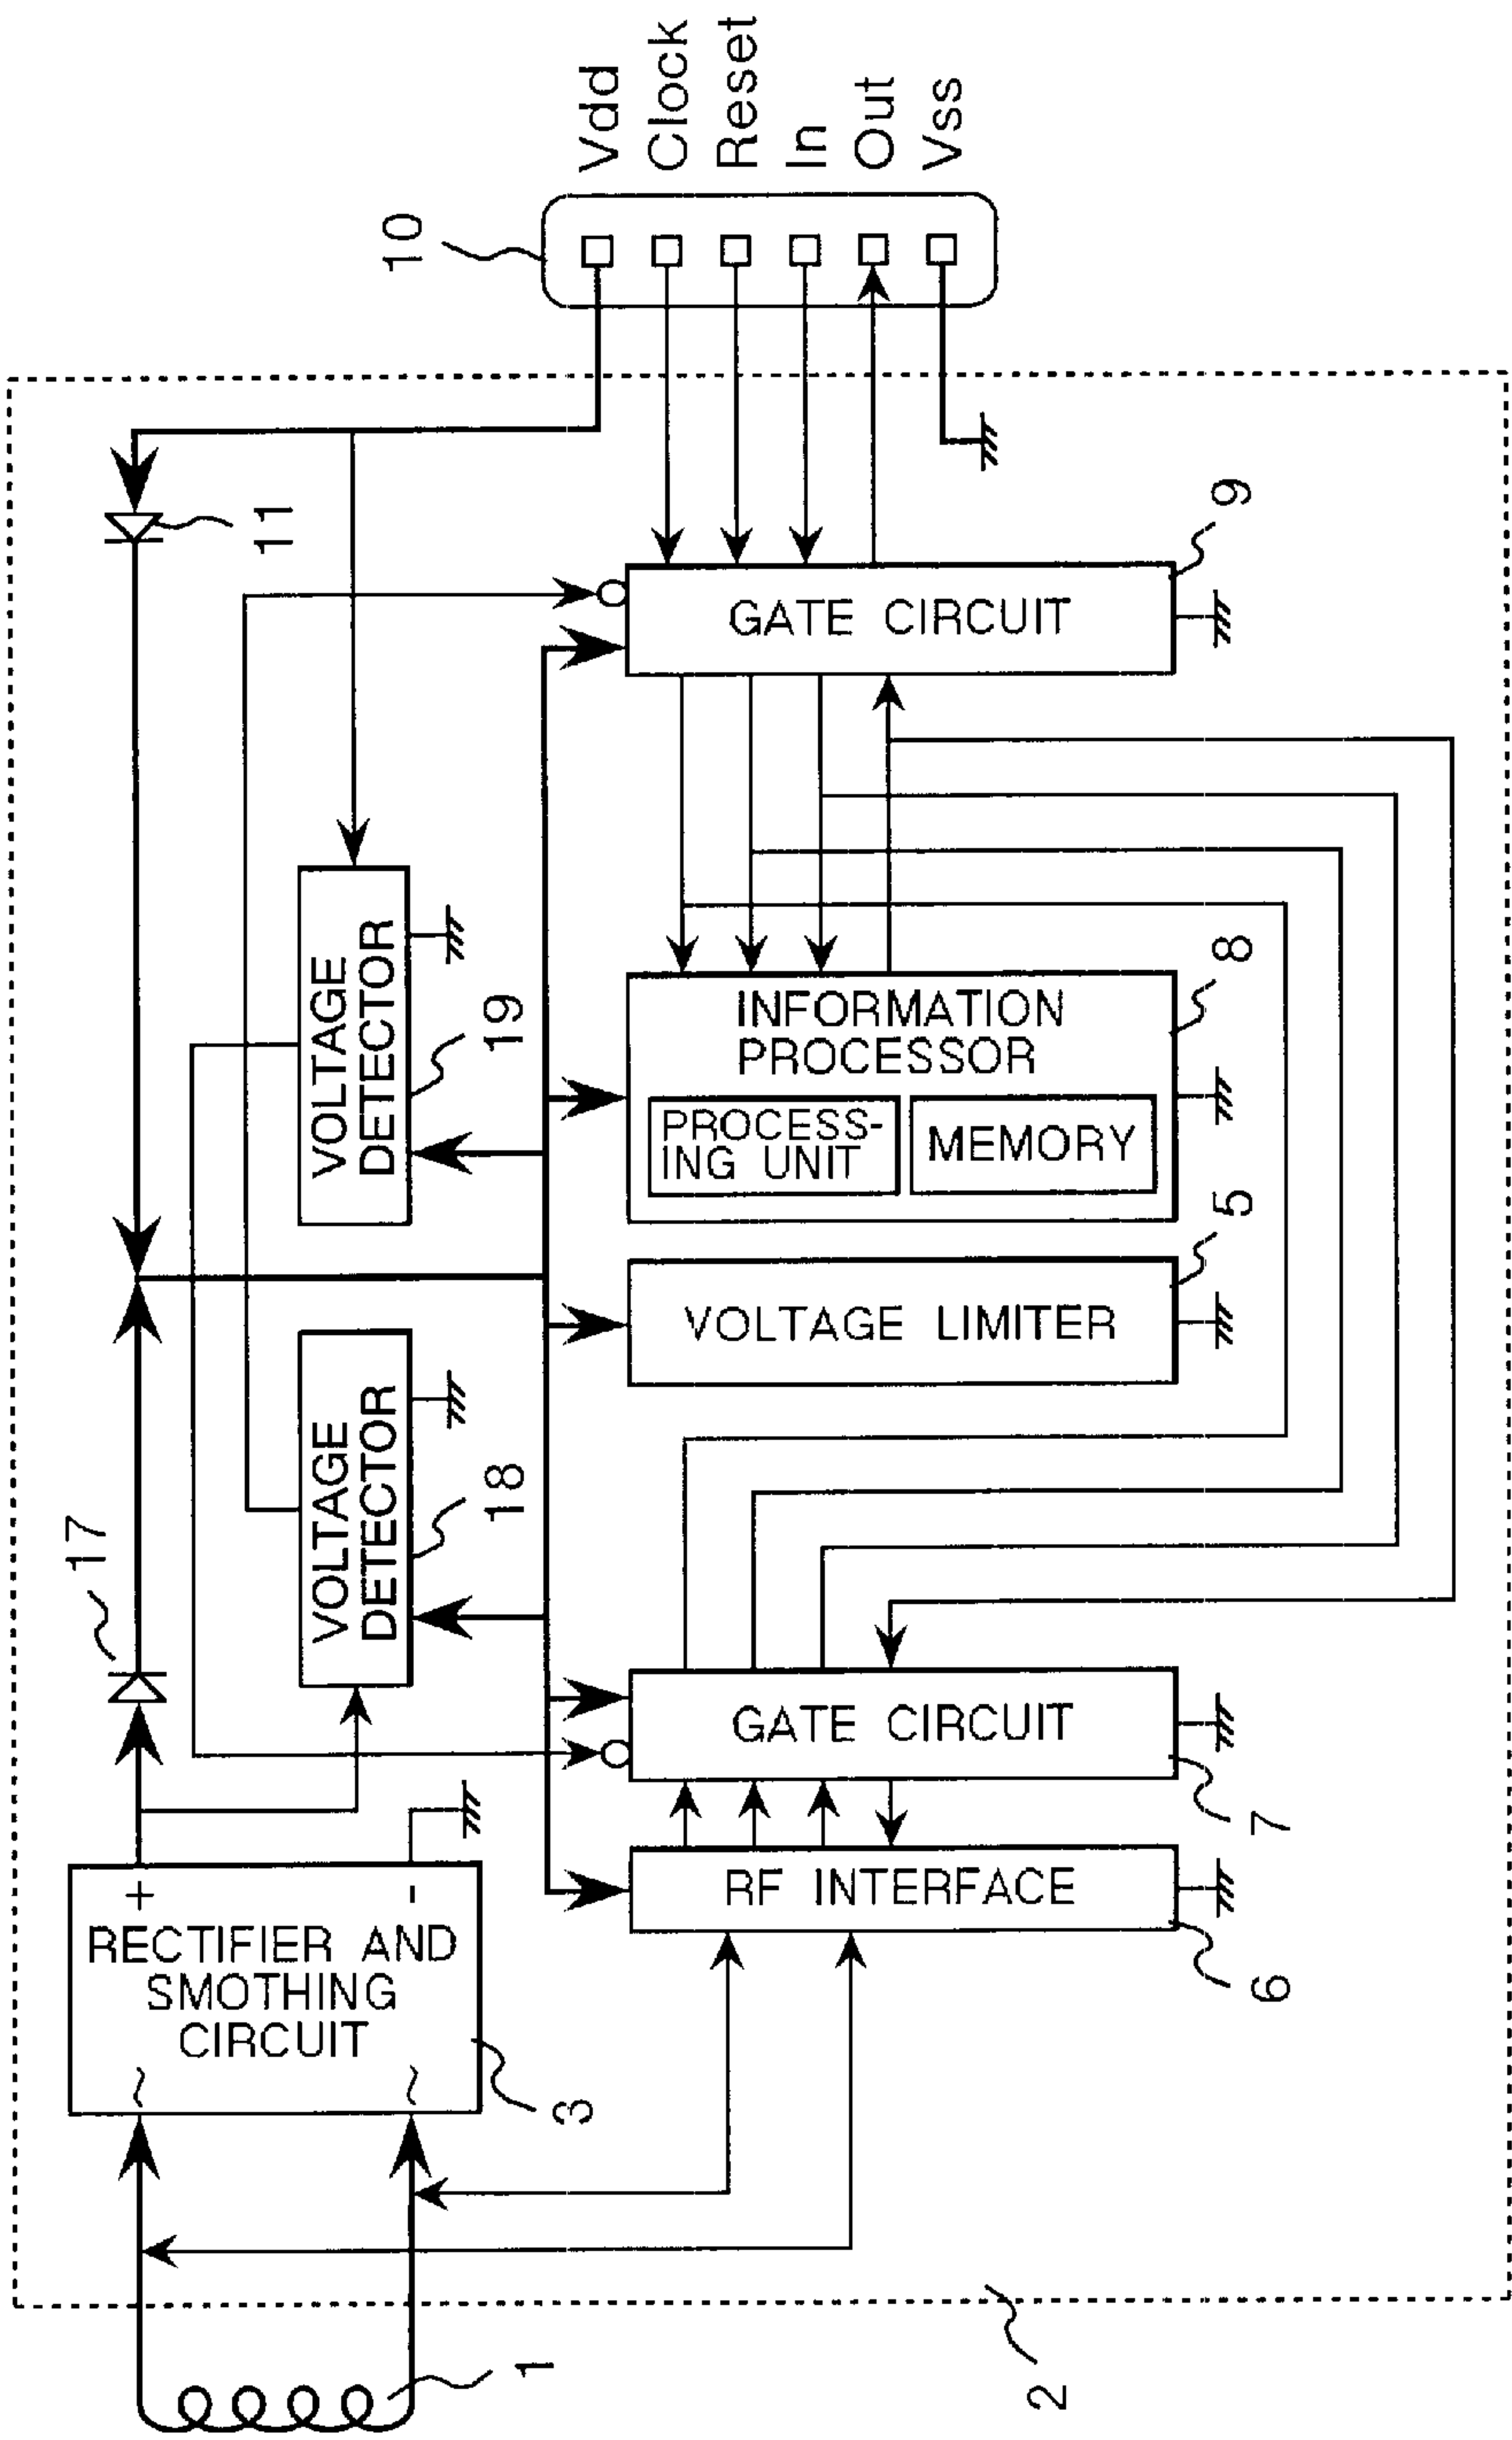 1
2
RECTIFIER AND
SMOTHING
CIRCUIT
+
-
~
~
3
17
11
VOLTAGE
DETECTOR
18
VOLTAGE
DETECTOR
19
RF INTERFACE
6
GATE CIRCUIT
7
VOLTAGE LIMITER
5
INFORMATION
PROCESSOR
PROCESS-
ING UNIT
MEMORY
8
GATE CIRCUIT
9
10
Vdd
Clock
Reset
In
Out
Vss